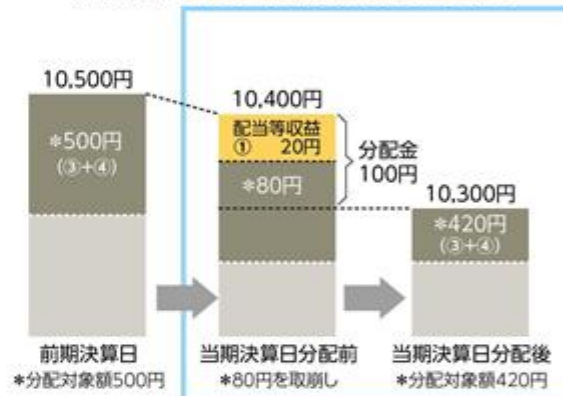 10,500円
*500円
(③+④)
10,400円
配当等収益
① 20円
*80円
分配金
100円
10,300円
*420円
(③+④)
前期決算日
*分配対象額500円
当期決算日分配前
*80円を取崩し
当期決算日分配後
*分配対象額420円